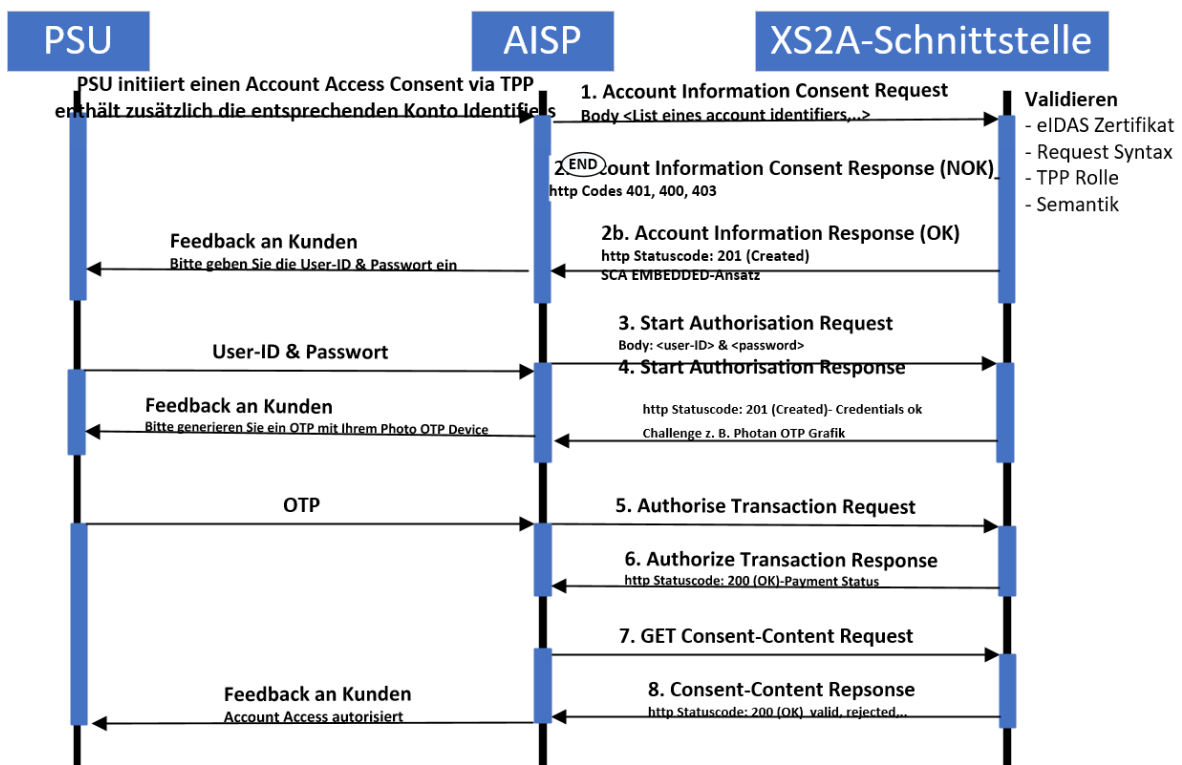 PSU
AISP
XS2A-Schnittstelle
PSU initiiert einen Account Access Consent via TPP
enthält zusätzlich die entsprechenden Konto Identifiers
1. Account Information Consent Request
Body <List eines account identifiers,..>
Validieren
- eIDAS Zertifikat
- Request Syntax
- TPP Rolle
- Semantik
END
2 count Information Consent Response (NOK)
http Codes 401, 400, 403
2b. Account Information Response (OK)
http Statuscode: 201 (Created)
SCA EMBEDDED-Ansatz
Feedback an Kunden
Bitte geben Sie die User-ID & Passwort ein
3. Start Authorisation Request
Body: <user-ID> & <password>
User-ID & Passwort
4. Start Authorisation Response
http Statuscode: 201 (Created)- Credentials ok
Challenge z. B. Photan OTP Grafik
Feedback an Kunden
Bitte generieren Sie ein OTP mit Ihrem Photo OTP Device
OTP
5. Authorise Transaction Request
6. Authorize Transaction Response
http Statuscode: 200 (OK)-Payment Status
7. GET Consent-Content Request
8. Consent-Content Repsonse
http Statuscode: 200 (OK) valid, rejected,..
Feedback an Kunden
Account Access autorisiert